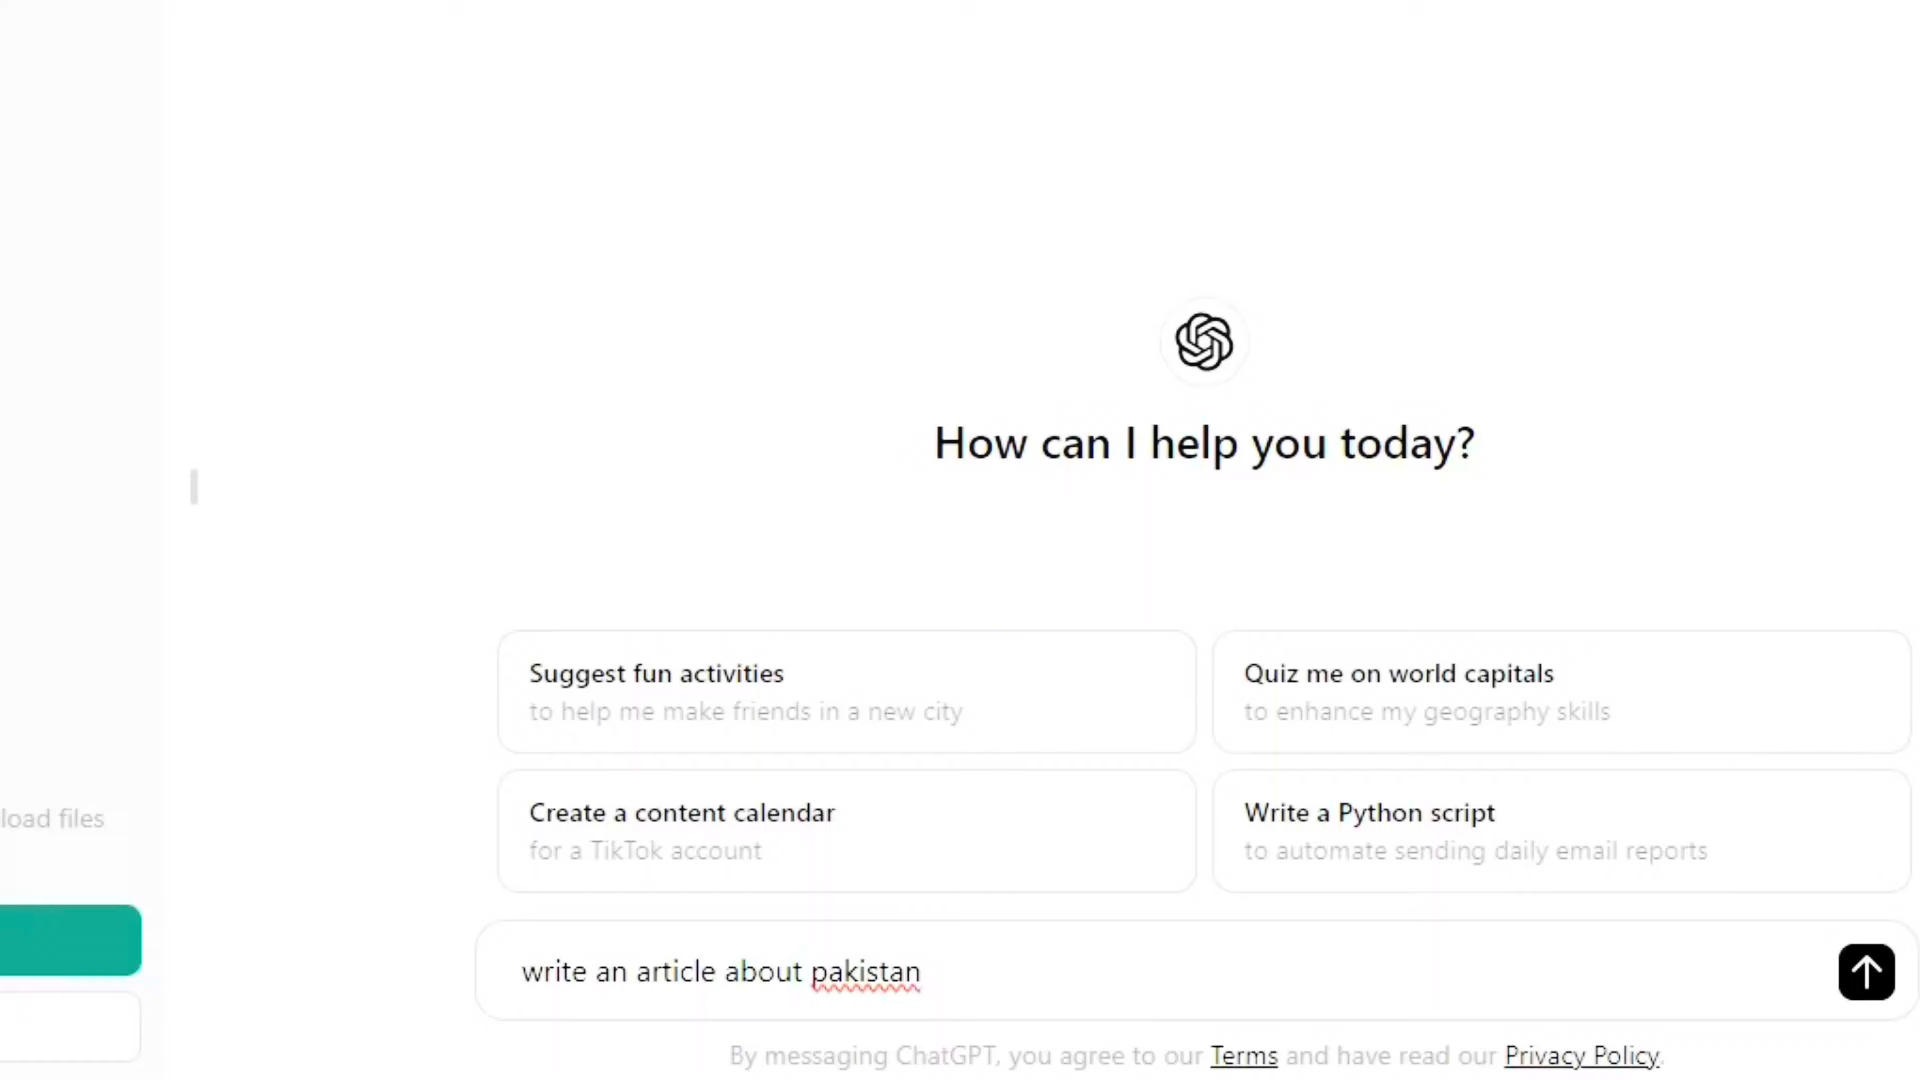 How can I help you today?
Suggest fun activities
to help me make friends in a new city
Quiz me on world capitals
to enhance my geography skills
Create a content calendar
for a TikTok account
Write a Python script
to automate sending daily email reports
load files
write an article about pakistan
By messaging ChatGPT, you agree to our Terms and have read our Privacy Policy.